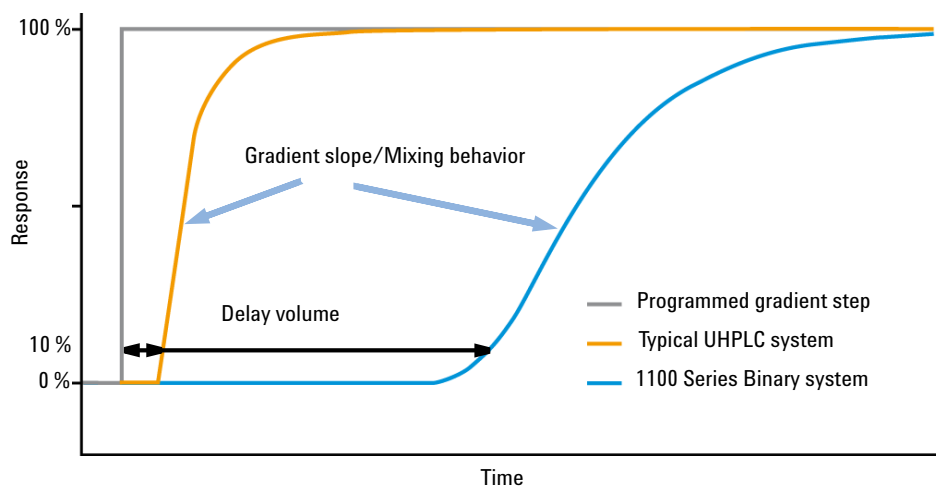 100 %
Gradient slope/Mixing behavior
Response
Delay volume
10 %
0 %
Programmed gradient step
Typical UHPLC system
1100 Series Binary system
Time